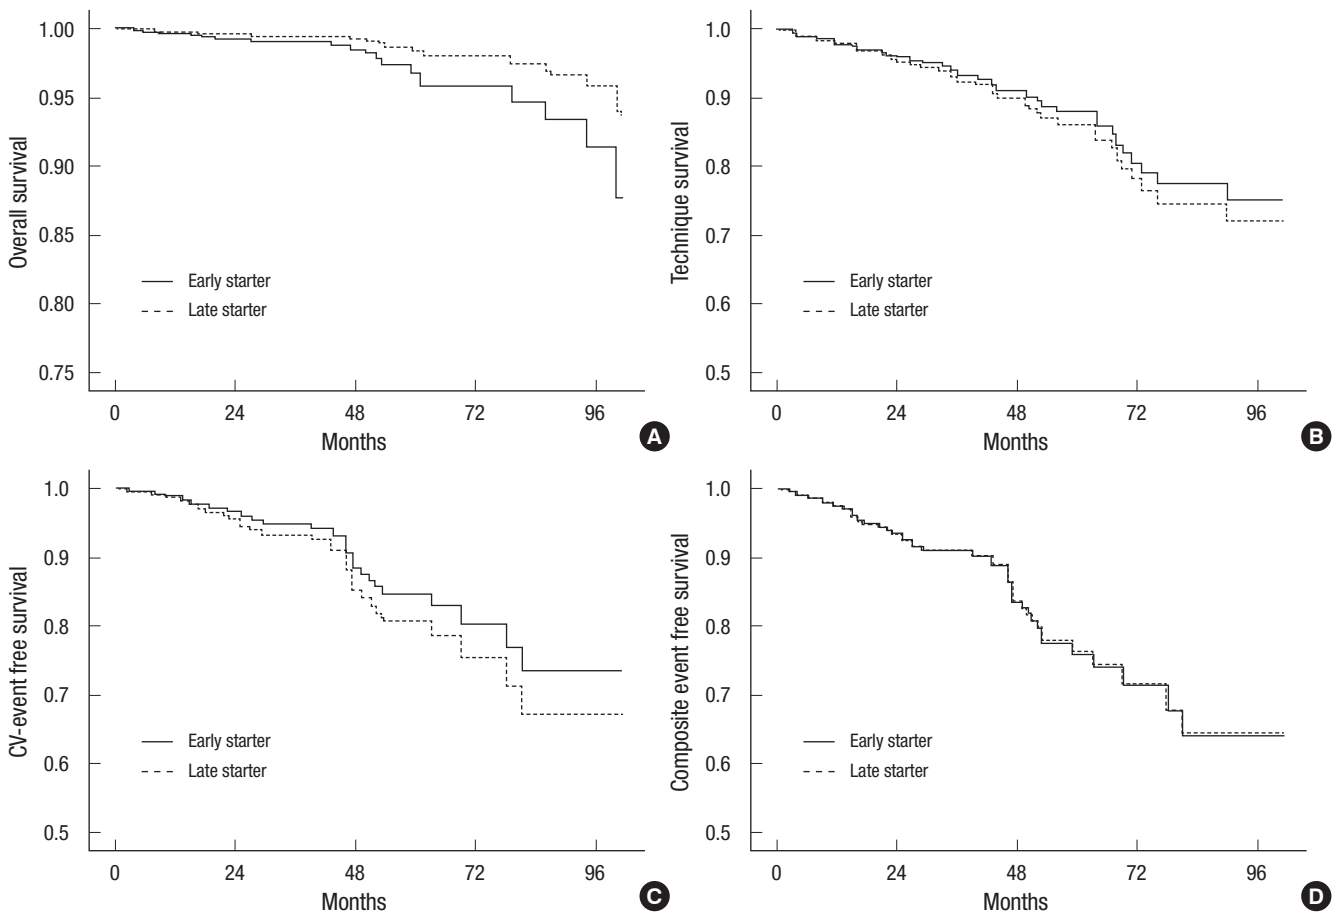 Overall survival
1.00
0.95
0.90
0.85
0.80
0.75
Early starter
Late starter
0 24 48 72 96
Months
A
Technique survival
1.0
0.9
0.8
0.7
0.6
0.5
Early starter
Late starter
0 24 48 72 96
Months
B
CV-event free survival
1.0
0.9
0.8
0.7
0.6
0.5
Early starter
Late starter
0 24 48 72 96
Months
C
Composite event free survival
1.0
0.9
0.8
0.7
0.6
0.5
Early starter
Late starter
0 24 48 72 96
Months
D